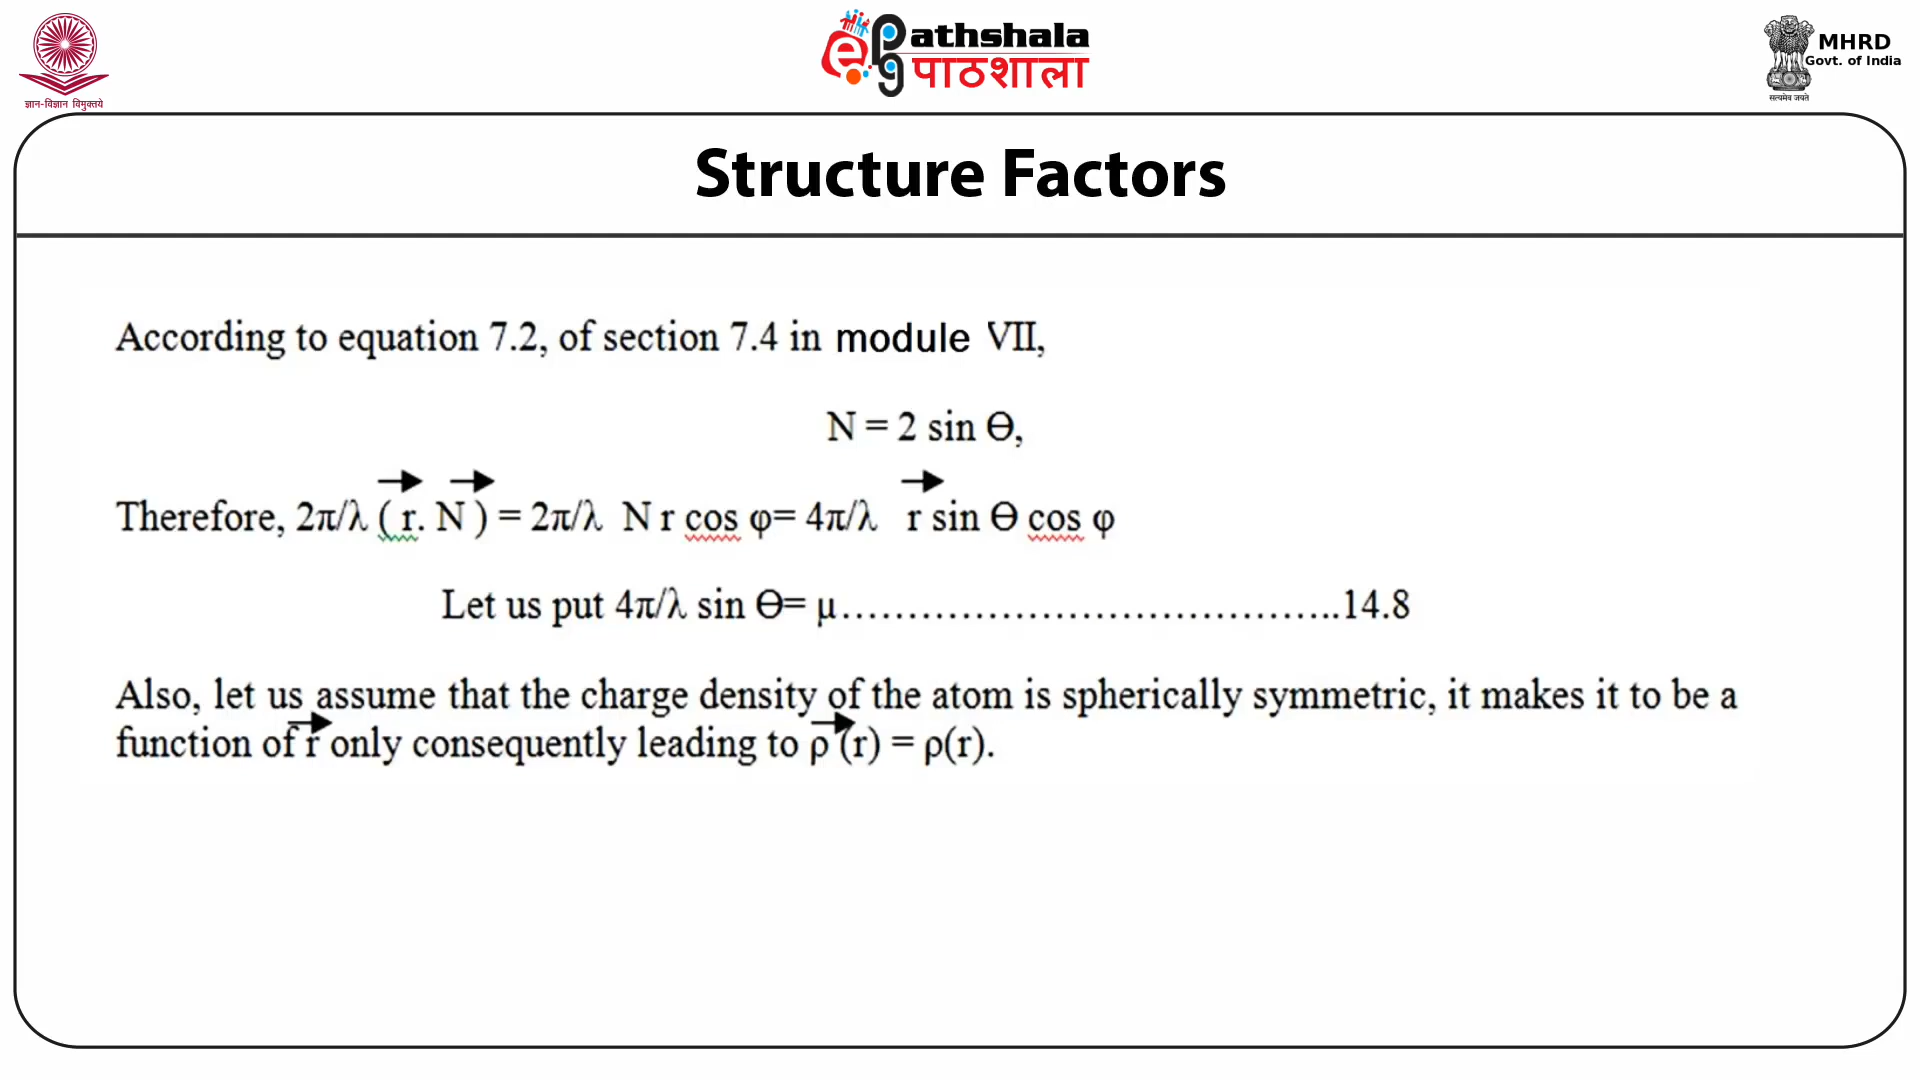 ज्ञान-विज्ञान विमुक्तये
ePathshala
पाठशाला
MHRD
Govt. of India
सत्यमेव जयते
Structure Factors
According to equation 7.2, of section 7.4 in module VII,
N = 2 sin Ө,
Therefore, 2π/λ ( r. N ) = 2π/λ N r cos φ= 4π/λ r sin Ө cos φ
Let us put 4π/λ sin Ө= μ…………………………………..14.8
Also, let us assume that the charge density of the atom is spherically symmetric, it makes it to be a
function of r only consequently leading to ρ (r) = ρ(r).